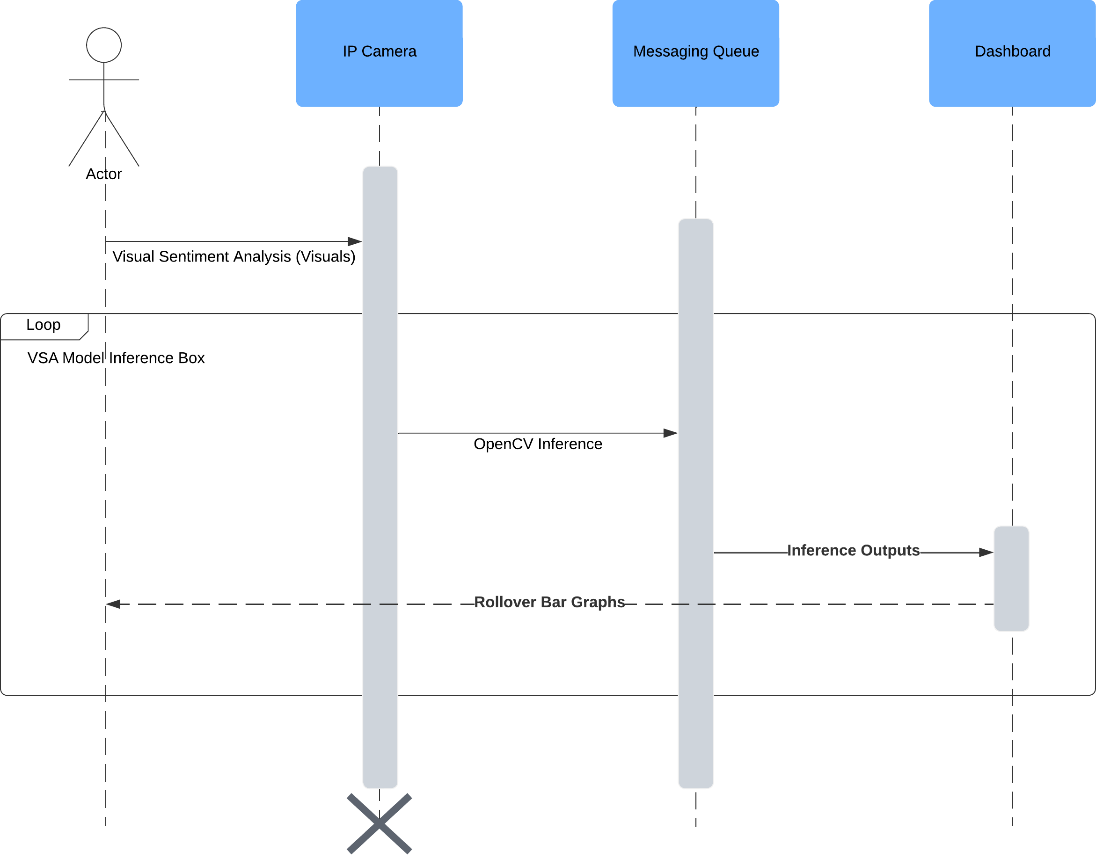 IP Camera
Messaging Queue
Dashboard
Actor
Visual Sentiment Analysis (Visuals)
Loop
VSA Model Inference Box
OpenCV Inference
Inference Outputs
Rollover Bar Graphs